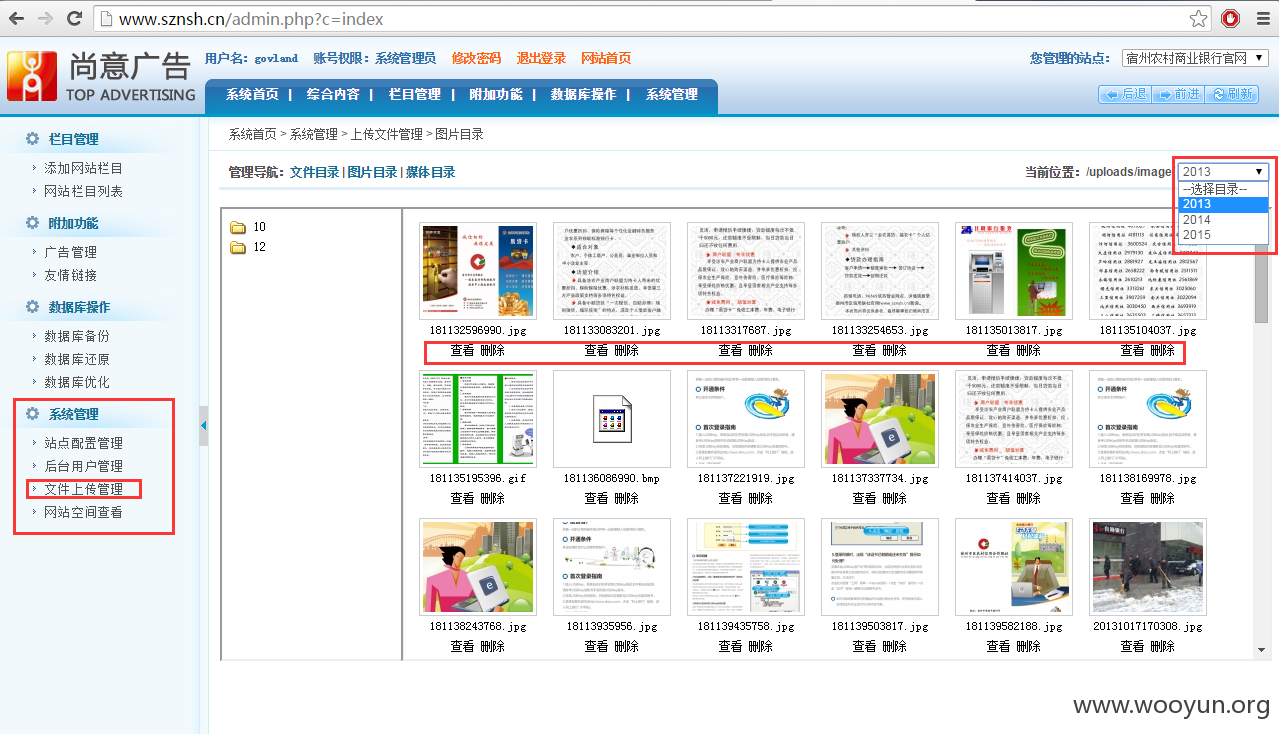 www.sznsh.cn/admin.php?c=index
尚意广告
TOP ADVERTISING
用户名：govland 账号权限：系统管理员 修改密码 退出登录 网站首页
您管理的站点： 宿州农村商业银行官网
系统首页 | 综合内容 | 栏目管理 | 附加功能 | 数据库操作 | 系统管理
后退 前进 刷新
栏目管理
添加网站栏目
网站栏目列表
附加功能
广告管理
友情链接
数据库操作
数据库备份
数据库还原
数据库优化
系统管理
站点配置管理
后台用户管理
文件上传管理
网站空间查看
系统首页 > 系统管理 > 上传文件管理 > 图片目录
管理导航：文件目录 | 图片目录 | 媒体目录
当前位置：/uploads/image 2013
--选择目录--
2013
2014
2015
10
12
181132596990.jpg 181133083201.jpg 18113317687.jpg 181133254653.jpg 181135013817.jpg 181135104037.jpg
查看 删除 查看 删除 查看 删除 查看 删除 查看 删除 查看 删除
181135195396.gif 181136086990.bmp 181137221919.jpg 181137337734.jpg 181137414037.jpg 181138169978.jpg
查看 删除 查看 删除 查看 删除 查看 删除 查看 删除 查看 删除
181138243768.jpg 18113935956.jpg 181139435758.jpg 181139503817.jpg 181139582188.jpg 20131017170308.jpg
查看 删除 查看 删除 查看 删除 查看 删除 查看 删除 查看 删除
www.wooyun.org